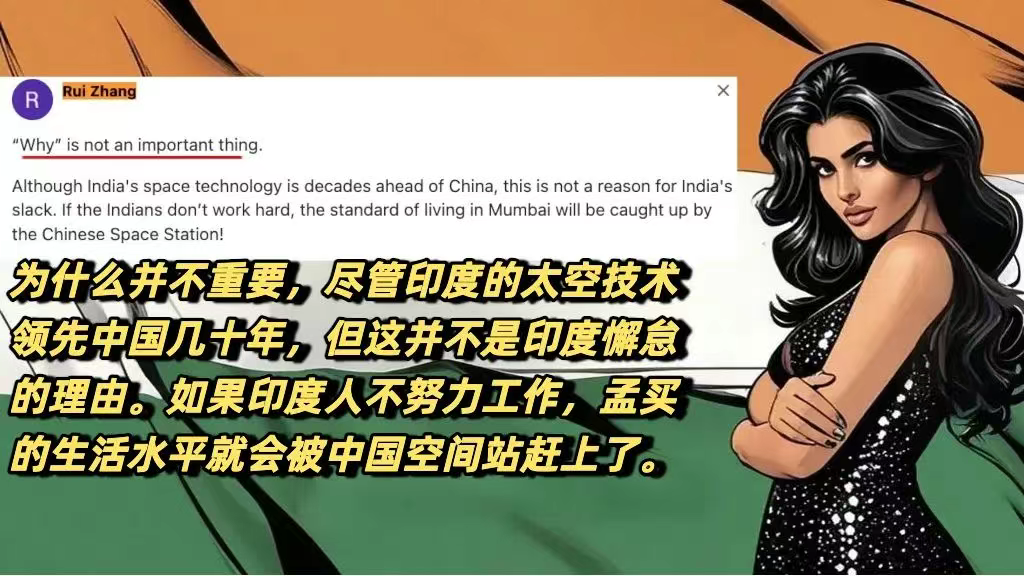 R
Rui Zhang
“Why” is not an important thing.
Although India's space technology is decades ahead of China, this is not a reason for India's
slack. If the Indians don’t work hard, the standard of living in Mumbai will be caught up by
the Chinese Space Station!
为什么并不重要，尽管印度的太空技术
领先中国几十年，但这并不是印度懈怠
的理由。如果印度人不努力工作，孟买
的生活水平就会被中国空间站赶上了。